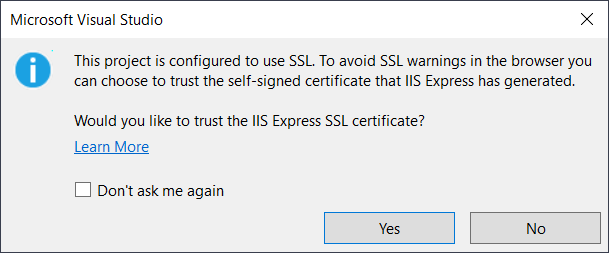 Microsoft Visual Studio
This project is configured to use SSL. To avoid SSL warnings in the browser you
can choose to trust the self-signed certificate that IIS Express has generated.
Would you like to trust the IIS Express SSL certificate?
Learn More
Don't ask me again
Yes No